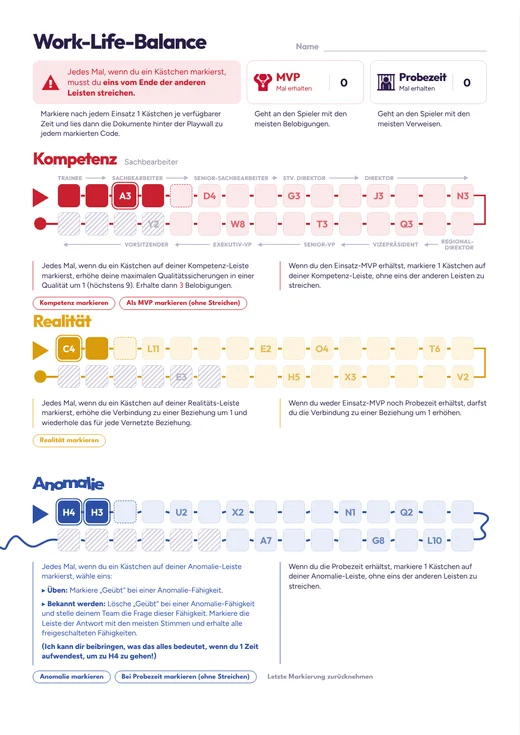 Work-Life-Balance
Name
Jedes Mal, wenn du ein Kästchen markierst,
musst du eins vom Ende der anderen
Leisten streichen.
MVP
Mal erhalten
0
Probezeit
Mal erhalten
0
Markiere nach jedem Einsatz 1 Kästchen je verfügbarer
Zeit und lies dann die Dokumente hinter der Playwall zu
jedem markierten Code.
Geht an den Spieler mit den
meisten Belobigungen.
Geht an den Spieler mit den
meisten Verweisen.
Kompetenz Sachbearbeiter
TRAINEE SACHBEARBEITER SENIOR-SACHBEARBEITER STV. DIREKTOR DIREKTOR
A3 D4 G3 J3 N3
Y2 W8 T3 Q3
VORSITZENDER EXEKUTIV-VP SENIOR-VP VIZEPRÄSIDENT REGIONAL-
DIREKTOR
Jedes Mal, wenn du ein Kästchen auf deiner Kompetenz-Leiste
markierst, erhöhe deine maximalen Qualitätssicherungen in einer
Qualität um 1 (höchstens 9). Erhalte dann 3 Belobigungen.
Wenn du den Einsatz-MVP erhältst, markiere 1 Kästchen auf
deiner Kompetenz-Leiste, ohne eins der anderen Leisten zu
streichen.
Kompetenz markieren
Als MVP markieren (ohne Streichen)
Realität
C4 L11 E2 O4 T6
E3 H5 X3 V2
Jedes Mal, wenn du ein Kästchen auf deiner Realitäts-Leiste
markierst, erhöhe die Verbindung zu einer Beziehung um 1 und
wiederhole das für jede Vernetzte Beziehung.
Wenn du weder Einsatz-MVP noch Probezeit erhältst, darfst
du die Verbindung zu einer Beziehung um 1 erhöhen.
Realität markieren
Anomalie
H4 H3 U2 X2 N1 Q2
A7 G8 L10
Jedes Mal, wenn du ein Kästchen auf deiner Anomalie-Leiste
markierst, wähle eins:
▸ Üben: Markiere „Geübt" bei einer Anomalie-Fähigkeit.
▸ Bekannt werden: Lösche „Geübt" bei einer Anomalie-Fähigkeit
und stelle deinem Team die Frage dieser Fähigkeit. Markiere die
Leiste der Antwort mit den meisten Stimmen und erhalte alle
freigeschalteten Fähigkeiten.
(Ich kann dir beibringen, was das alles bedeutet, wenn du 1 Zeit
aufwendest, um zu H4 zu gehen!)
Wenn du die Probezeit erhältst, markiere 1 Kästchen auf
deiner Anomalie-Leiste, ohne eins der anderen Leisten zu
streichen.
Anomalie markieren
Bei Probezeit markieren (ohne Streichen)
Letzte Markierung zurücknehmen